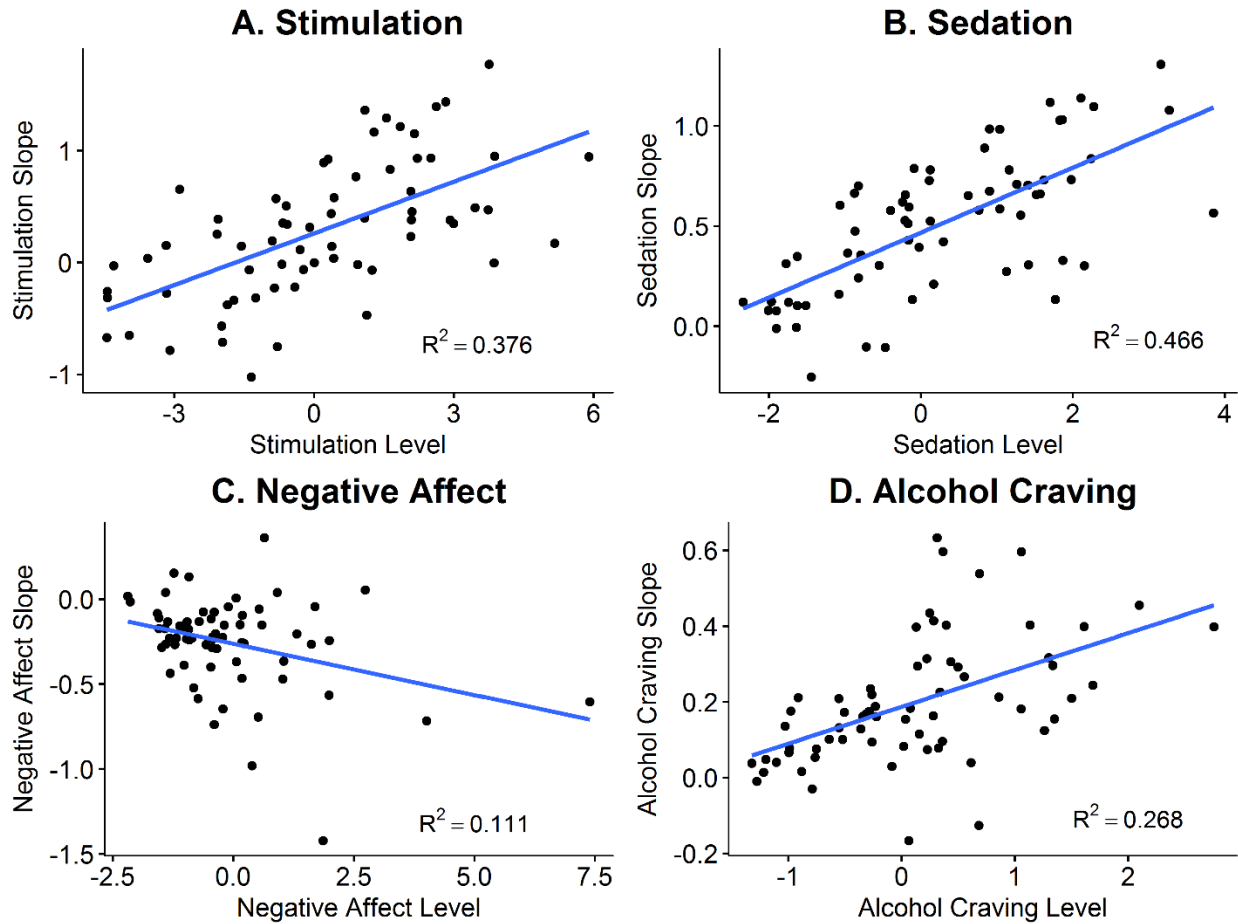 A. Stimulation
Stimulation Slope
1
0
-1
R² = 0.376
-3
0
3
6
Stimulation Level
B. Sedation
Sedation Slope
1.0
0.5
0.0
R² = 0.466
-2
0
2
4
Sedation Level
C. Negative Affect
Negative Affect Slope
0.0
-0.5
-1.0
-1.5
R² = 0.111
-2.5
0.0
2.5
5.0
7.5
Negative Affect Level
D. Alcohol Craving
Alcohol Craving Slope
0.6
0.4
0.2
0.0
-0.2
R² = 0.268
-1
0
1
2
Alcohol Craving Level